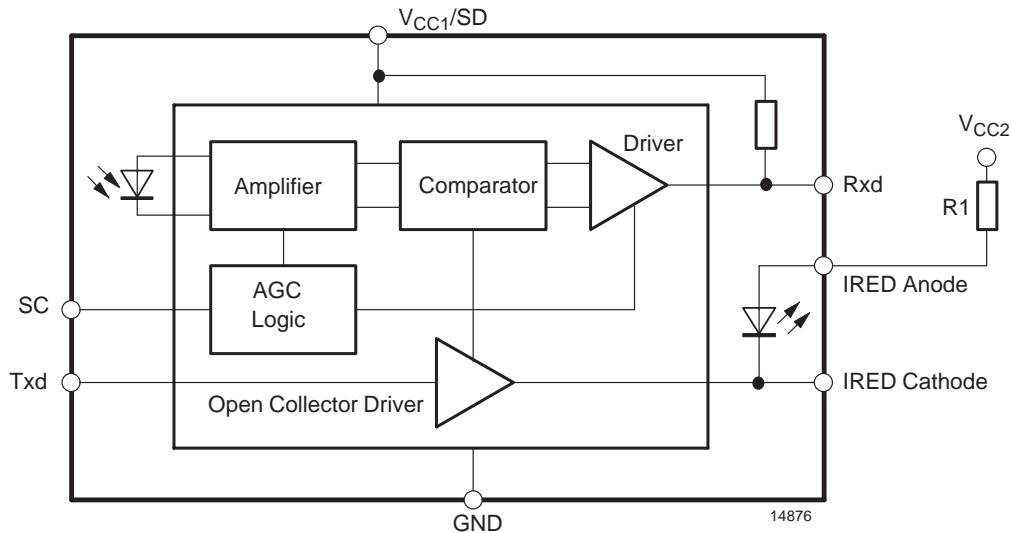 VCC1/SD
Driver
VCC2
Amplifier
Comparator
Rxd
R1
AGC
Logic
IRED Anode
SC
Txd
Open Collector Driver
IRED Cathode
GND
14876